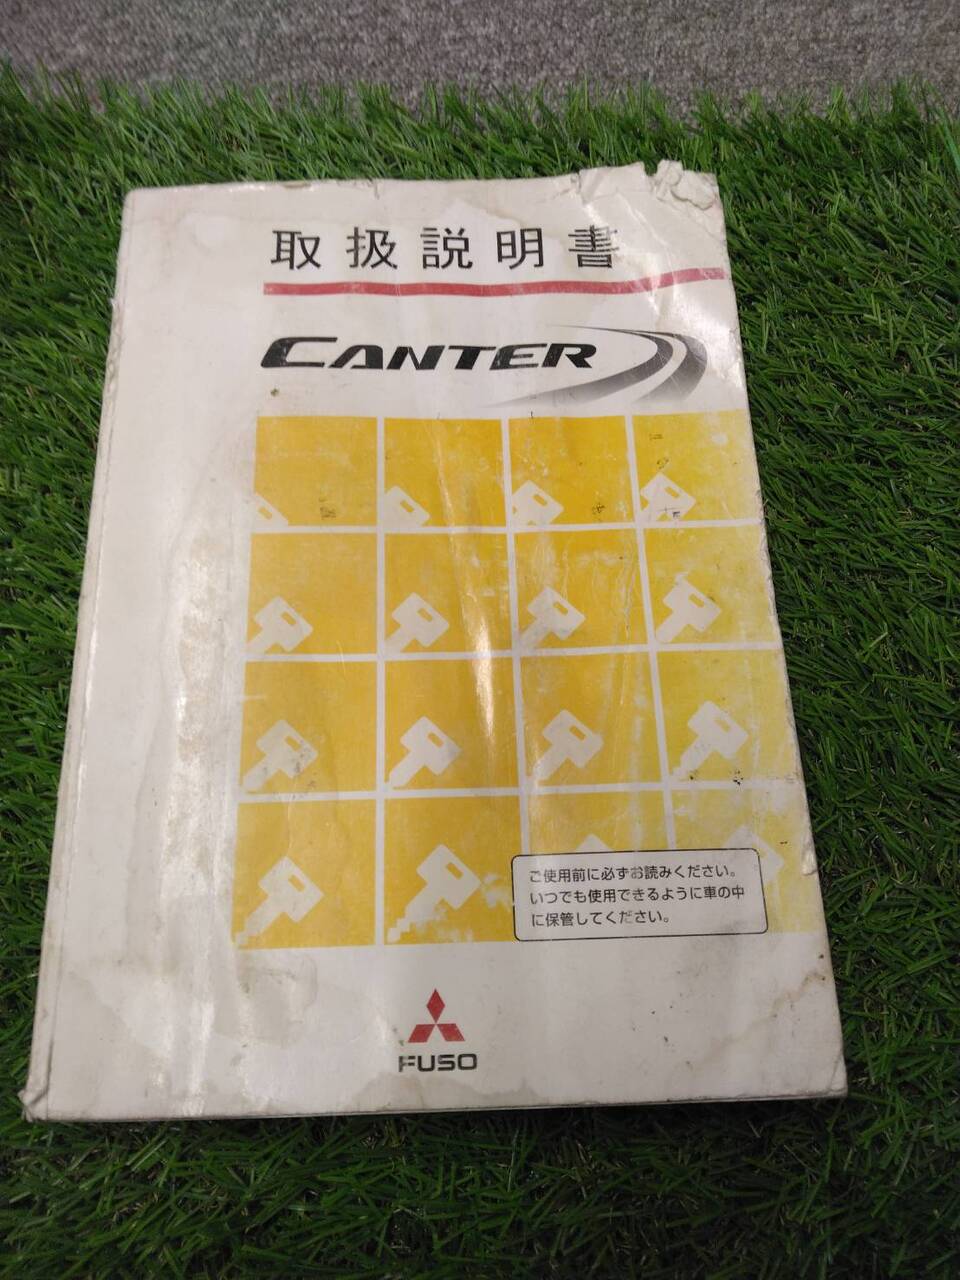 取扱説明書
CANTER
ご使用前に必ずお読みください。
いつでも使用できるように車の中
に保管してください。
FUSO